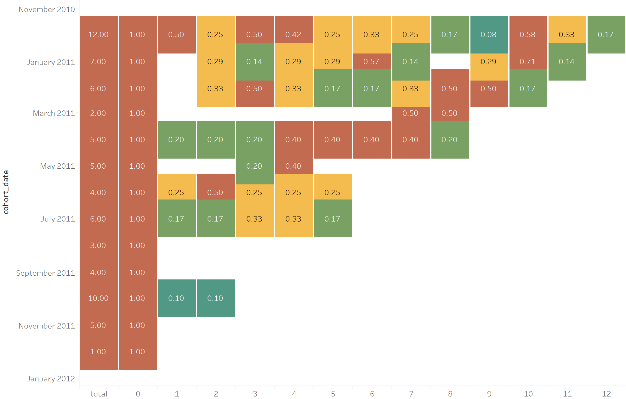 November 2010
12.00 1.00 0.50 0.25 0.50 0.42 0.25 0.33 0.25 0.17 0.08 0.58 0.33 0.17
January 2011 7.00 1.00 0.29 0.14 0.29 0.29 0.57 0.14 0.29 0.71 0.14
6.00 1.00 0.33 0.50 0.33 0.17 0.17 0.33 0.50 0.50 0.17
March 2011 2.00 1.00 0.50 0.50
5.00 1.00 0.20 0.20 0.20 0.40 0.40 0.40 0.40 0.20
May 2011 5.00 1.00 0.20 0.40
4.00 1.00 0.25 0.50 0.25 0.25 0.25
July 2011 6.00 1.00 0.17 0.17 0.33 0.33 0.17
3.00 1.00
September 2011 4.00 1.00
10.00 1.00 0.10 0.10
November 2011 5.00 1.00
1.00 1.00
January 2012
total 0 1 2 3 4 5 6 7 8 9 10 11 12
cohort_date